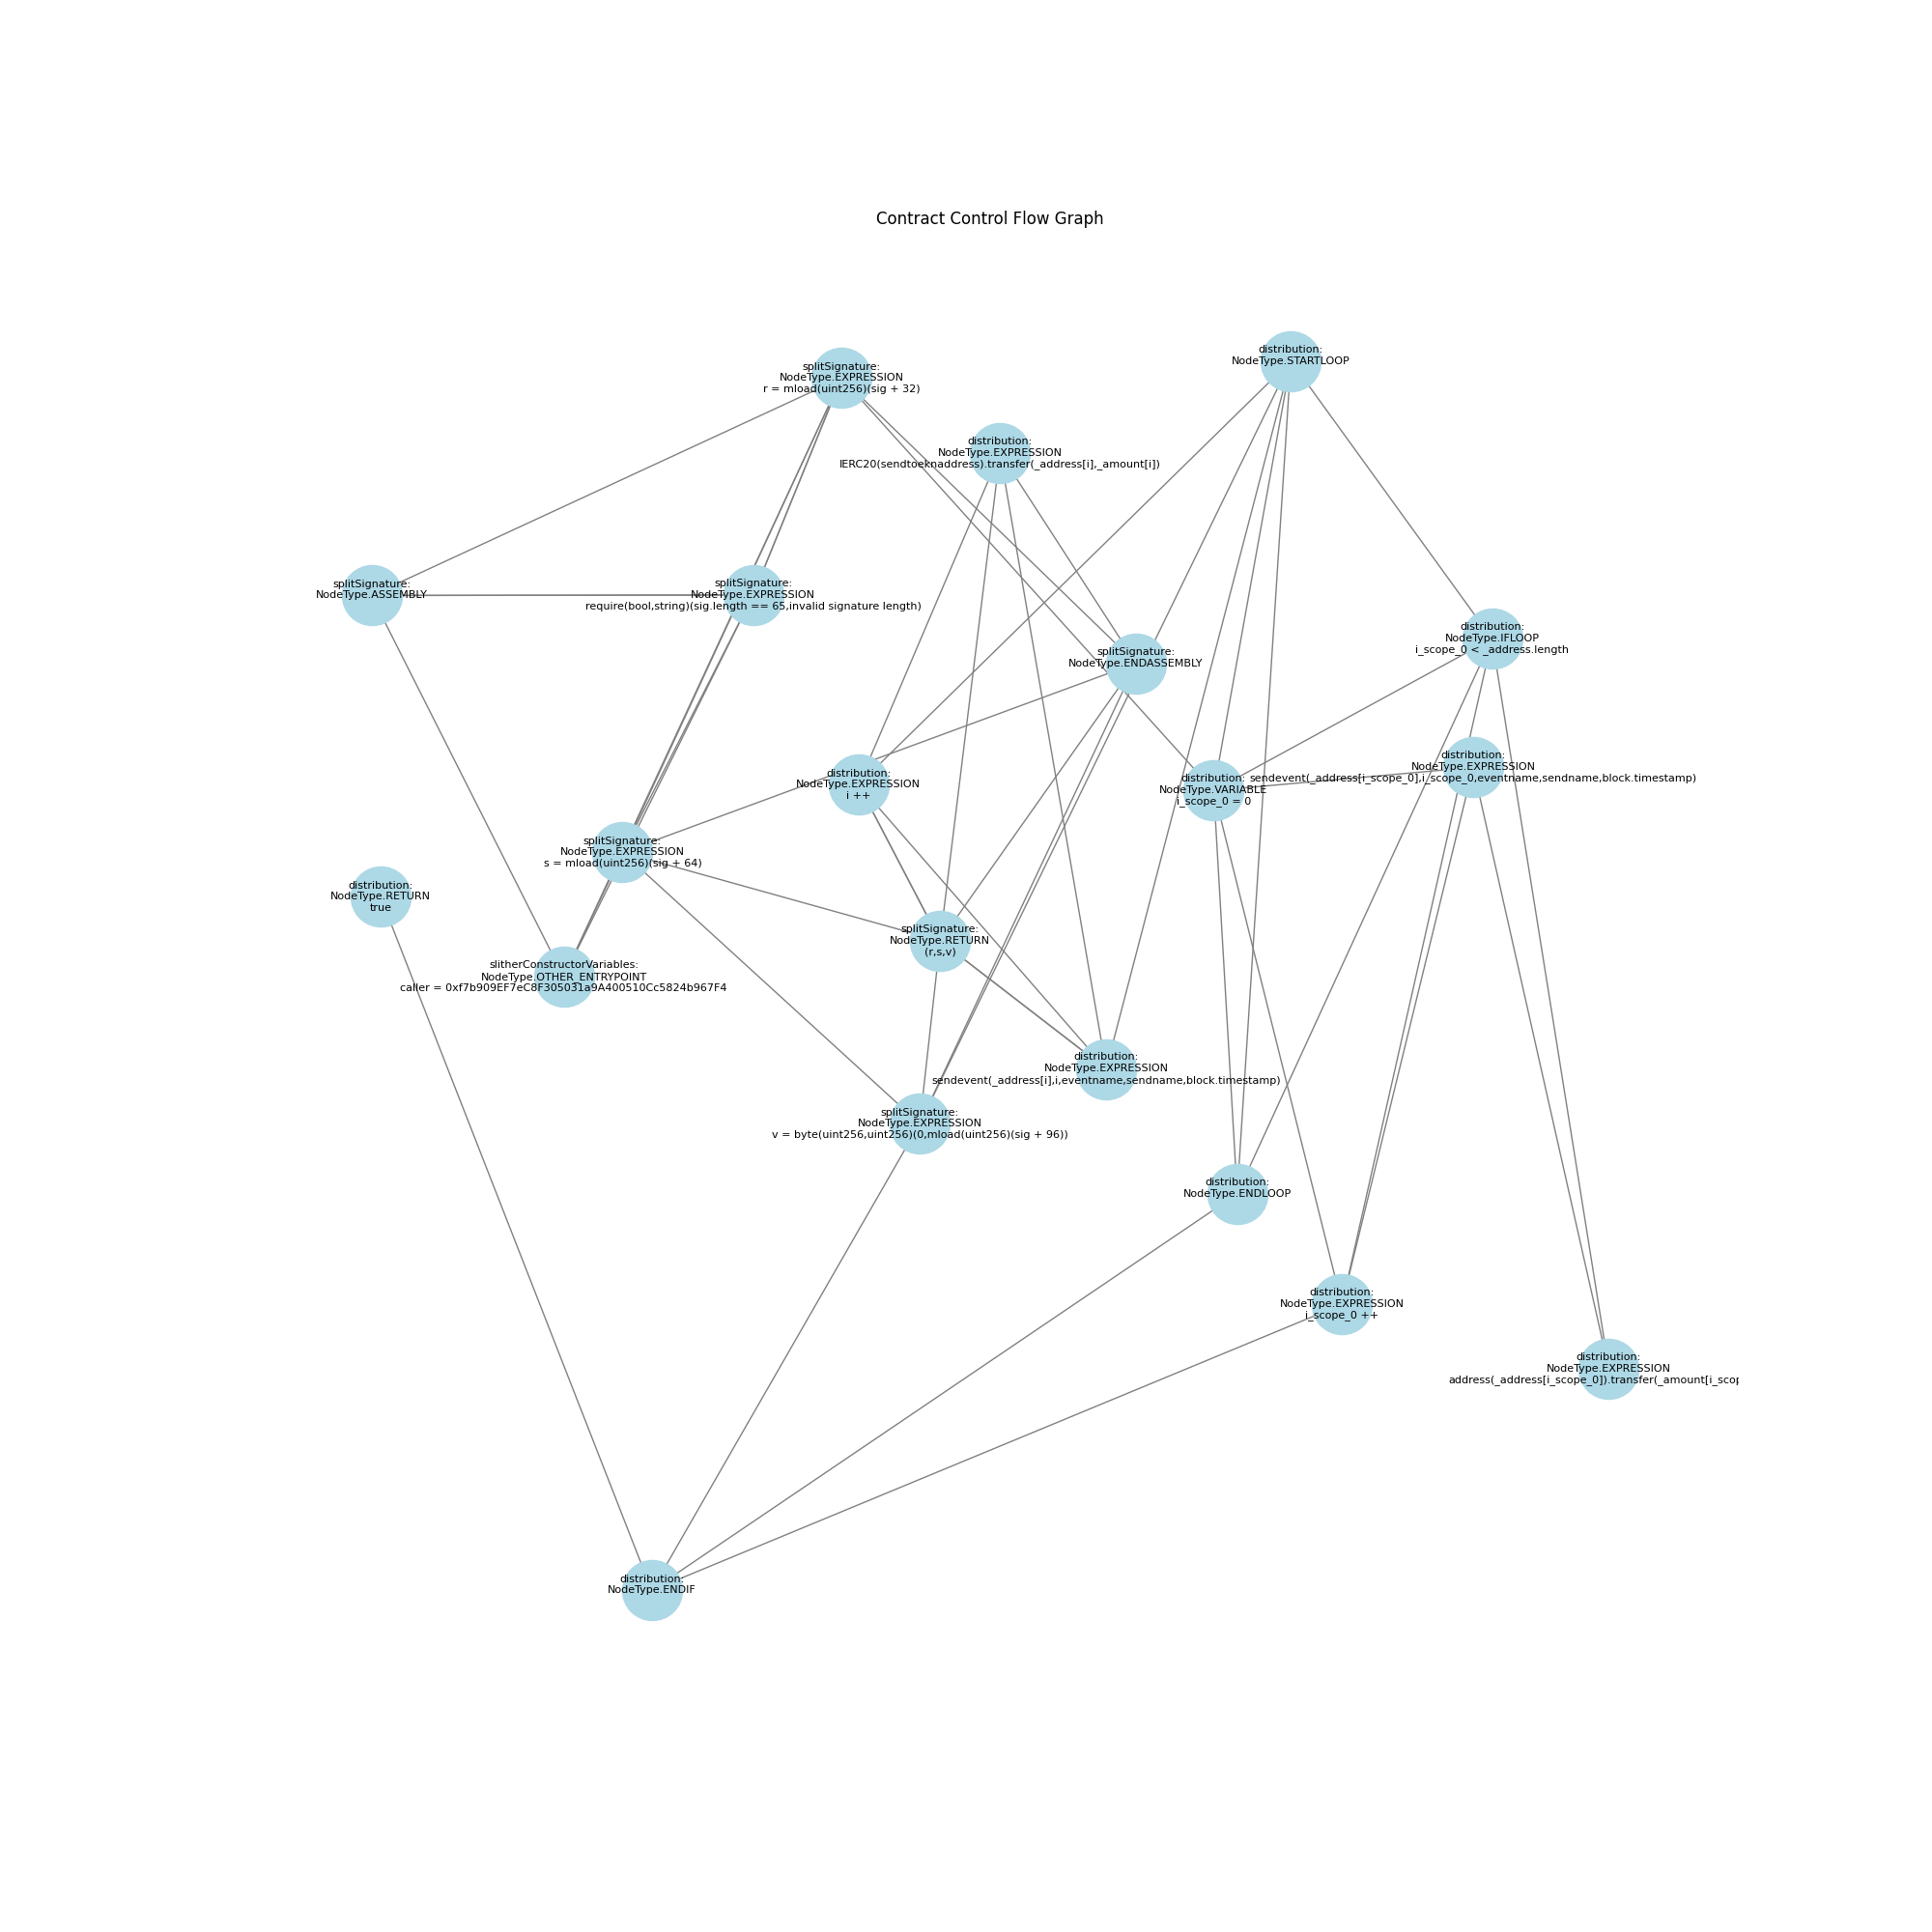 Contract Control Flow Graph
distribution:
NodeType.STARTLOOP
splitSignature:
NodeType.EXPRESSION
r = mload(uint256)(sig + 32)
distribution:
NodeType.EXPRESSION
IERC20(sendtoeknaddress).transfer(_address[i],_amount[i])
splitSignature:
NodeType.ASSEMBLY
splitSignature:
NodeType.EXPRESSION
require(bool,string)(sig.length == 65,invalid signature length)
distribution:
NodeType.IFLOOP
i_scope_0 < _address.length
splitSignature:
NodeType.ENDASSEMBLY
distribution:
NodeType.EXPRESSION
sendevent(_address[i_scope_0],i_scope_0,eventname,sendname,block.timestamp)
distribution:
NodeType.EXPRESSION
i ++
distribution:
NodeType.VARIABLE
i_scope_0 = 0
splitSignature:
NodeType.EXPRESSION
s = mload(uint256)(sig + 64)
distribution:
NodeType.RETURN
true
splitSignature:
NodeType.RETURN
(r,s,v)
slitherConstructorVariables:
NodeType.OTHER_ENTRYPOINT
caller = 0xf7b909EF7eC8F305031a9A400510Cc5824b967F4
distribution:
NodeType.EXPRESSION
sendevent(_address[i],i,eventname,sendname,block.timestamp)
splitSignature:
NodeType.EXPRESSION
v = byte(uint256,uint256)(0,mload(uint256)(sig + 96))
distribution:
NodeType.ENDLOOP
distribution:
NodeType.EXPRESSION
i_scope_0 ++
distribution:
NodeType.EXPRESSION
address(_address[i_scope_0]).transfer(_amount[i_scop
distribution:
NodeType.ENDIF